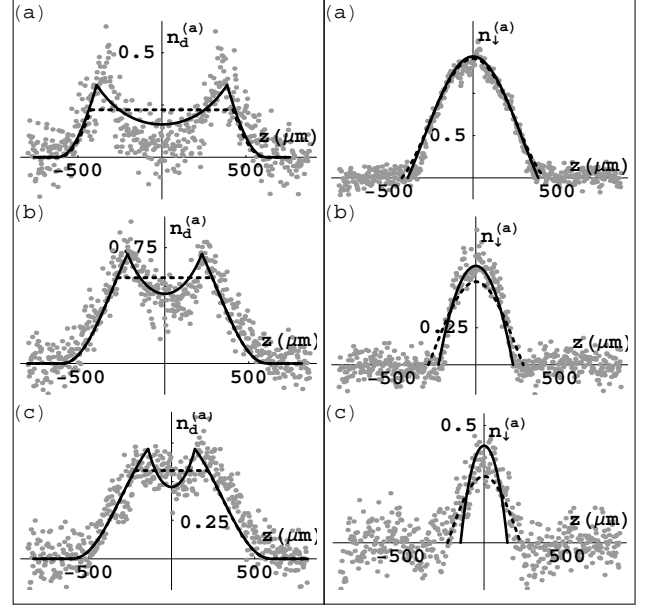 (a)
n_d^(a)
0.5
z (μm)
-500
500
(b)
n_d^(a)
0.75
z (μm)
-500
500
(c)
n_d^(a)
0.25
z (μm)
-500
500
(a)
n_↓^(a)
0.5
z (μm)
-500
500
(b)
n_↓^(a)
0.25
z (μm)
-500
500
(c)
0.5
n_↓^(a)
z (μm)
-500
500